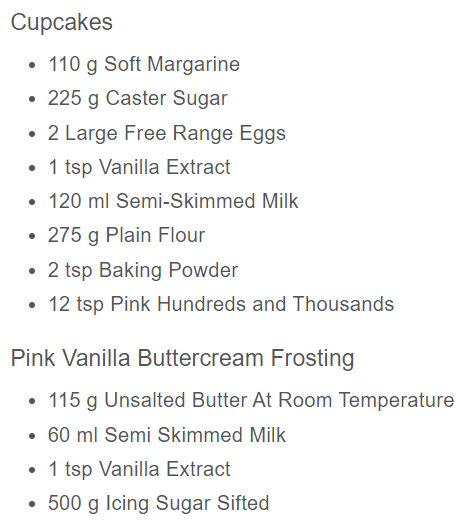 Cupcakes
• 110 g Soft Margarine
• 225 g Caster Sugar
• 2 Large Free Range Eggs
• 1 tsp Vanilla Extract
• 120 ml Semi-Skimmed Milk
• 275 g Plain Flour
• 2 tsp Baking Powder
• 12 tsp Pink Hundreds and Thousands
Pink Vanilla Buttercream Frosting
• 115 g Unsalted Butter At Room Temperature
• 60 ml Semi Skimmed Milk
• 1 tsp Vanilla Extract
• 500 g Icing Sugar Sifted